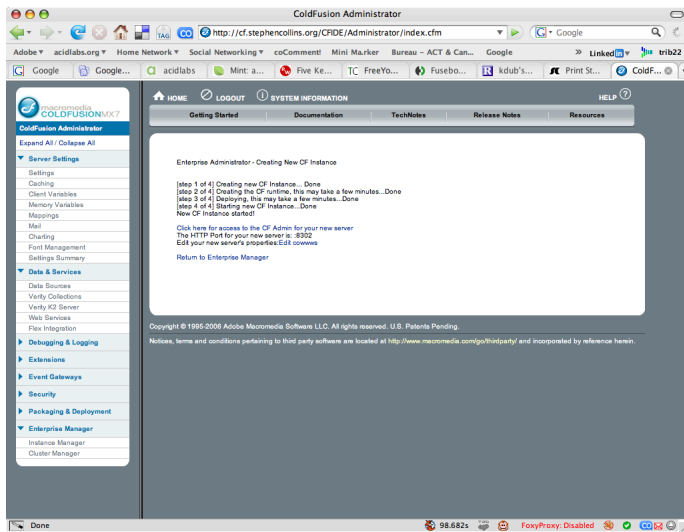 ColdFusion Administrator
http://cf.stephencollins.org/CFIDE/Administrator/index.cfm
Google
Adobe acidlabs.org Home Network Social Networking coComment! Mini Ma.rker Bureau - ACT & Can... Google » Linked in trib22
Google Google... acidlabs Mint: a... Five Ke... FreeYo... Fusebo... kdub's... Print St... ColdF...
macromedia
COLDFUSION MX7
HOME LOGOUT SYSTEM INFORMATION HELP
Getting Started Documentation TechNotes Release Notes Resources
ColdFusion Administrator
Expand All / Collapse All
Server Settings
Settings
Caching
Client Variables
Memory Variables
Mappings
Mail
Charting
Font Management
Settings Summary
Data & Services
Data Sources
Verity Collections
Verity K2 Server
Web Services
Flex Integration
Debugging & Logging
Extensions
Event Gateways
Security
Packaging & Deployment
Enterprise Manager
Instance Manager
Cluster Manager
Enterprise Administrator - Creating New CF Instance
[step 1 of 4] Creating new CF Instance... Done
[step 2 of 4] Creating the CF runtime, this may take a few minutes...Done
[step 3 of 4] Deploying, this may take a few minutes...Done
[step 4 of 4] Starting new CF Instance...Done
New CF Instance started!
Click here for access to the CF Admin for your new server
The HTTP Port for your new server is: :8302
Edit your new server's properties:Edit cowwws
Return to Enterprise Manager
Copyright © 1995-2006 Adobe Macromedia Software LLC. All rights reserved. U.S. Patents Pending.
Notices, terms and conditions pertaining to third party software are located at http://www.macromedia.com/go/thirdparty/ and incorporated by reference herein.
Done
98.682s
FoxyProxy: Disabled